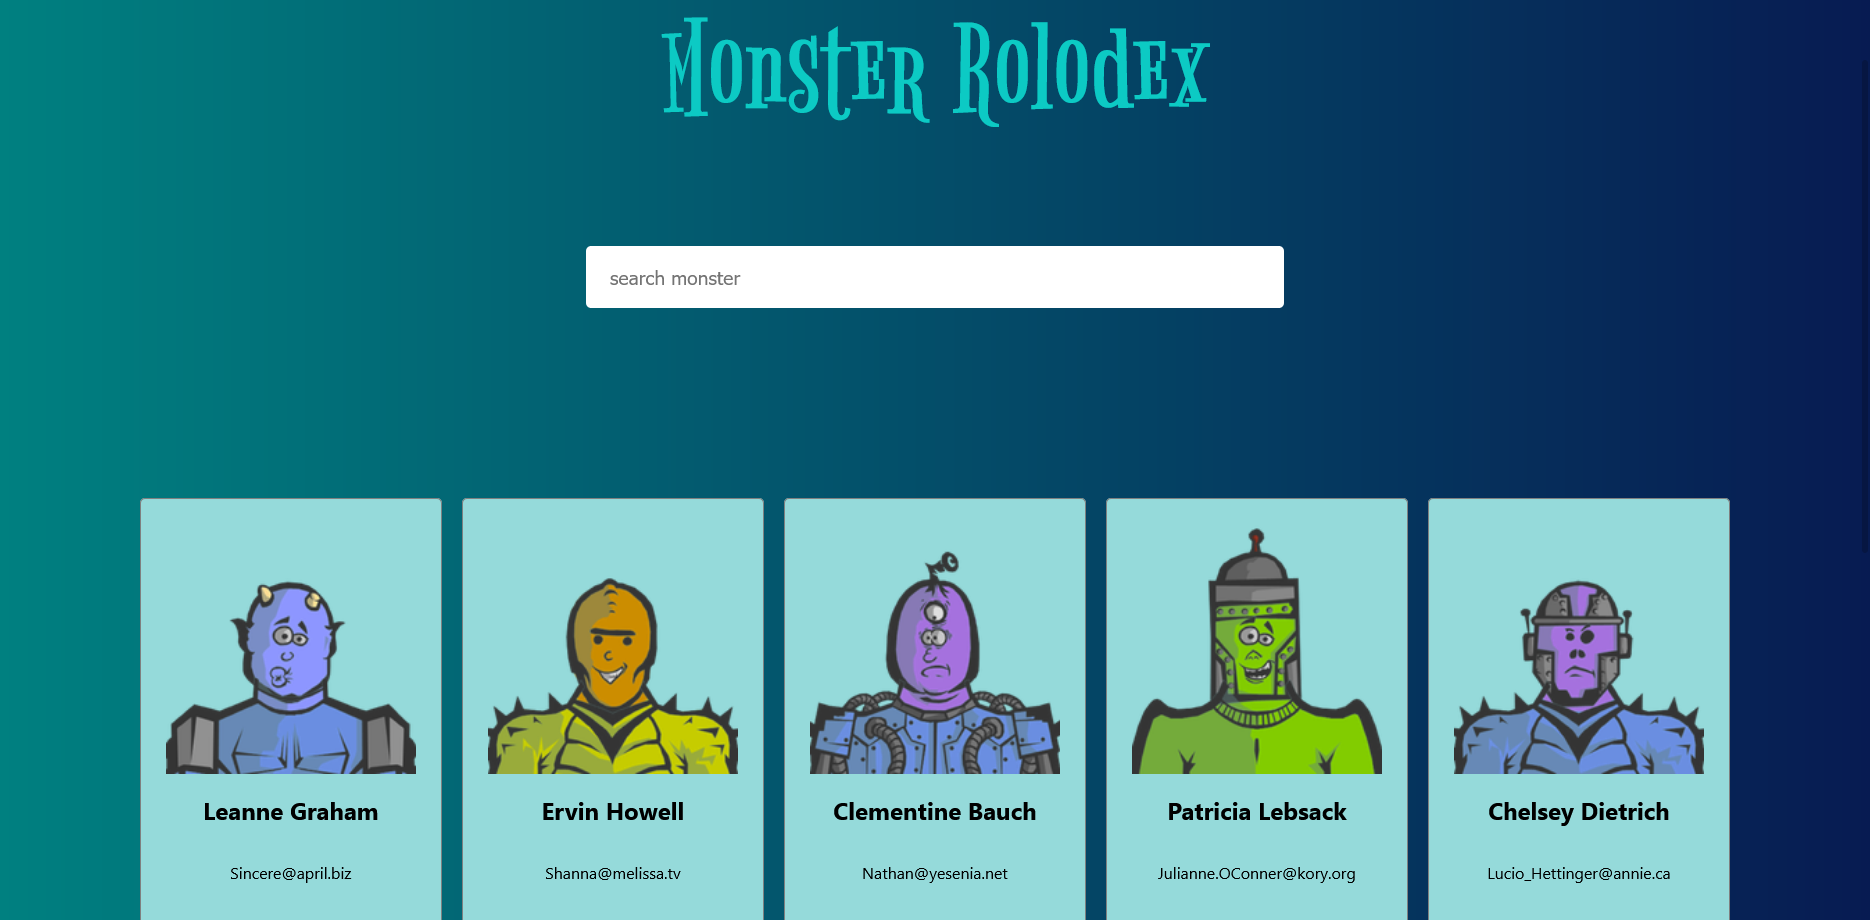 Monster Rolodex
search monster
Leanne Graham
Sincere@april.biz
Ervin Howell
Shanna@melissa.tv
Clementine Bauch
Nathan@yesenia.net
Patricia Lebsack
Julianne.OConner@kory.org
Chelsey Dietrich
Lucio_Hettinger@annie.ca